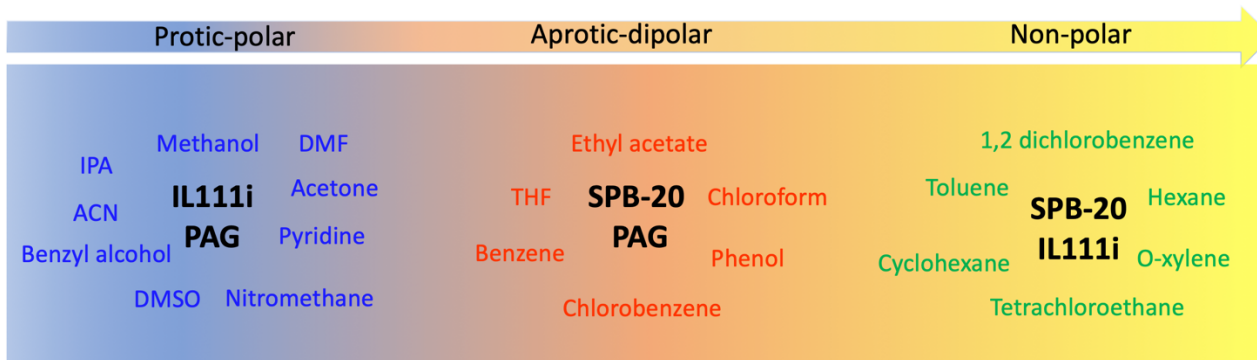 Protic-polar
Aprotic-dipolar
Non-polar
Methanol
DMF
IPA
Acetone
IL111i
PAG
ACN
Pyridine
Benzyl alcohol
DMSO
Nitromethane
Ethyl acetate
THF
SPB-20
PAG
Chloroform
Benzene
Phenol
Chlorobenzene
1,2 dichlorobenzene
Toluene
SPB-20
IL111i
Hexane
Cyclohexane
O-xylene
Tetrachloroethane